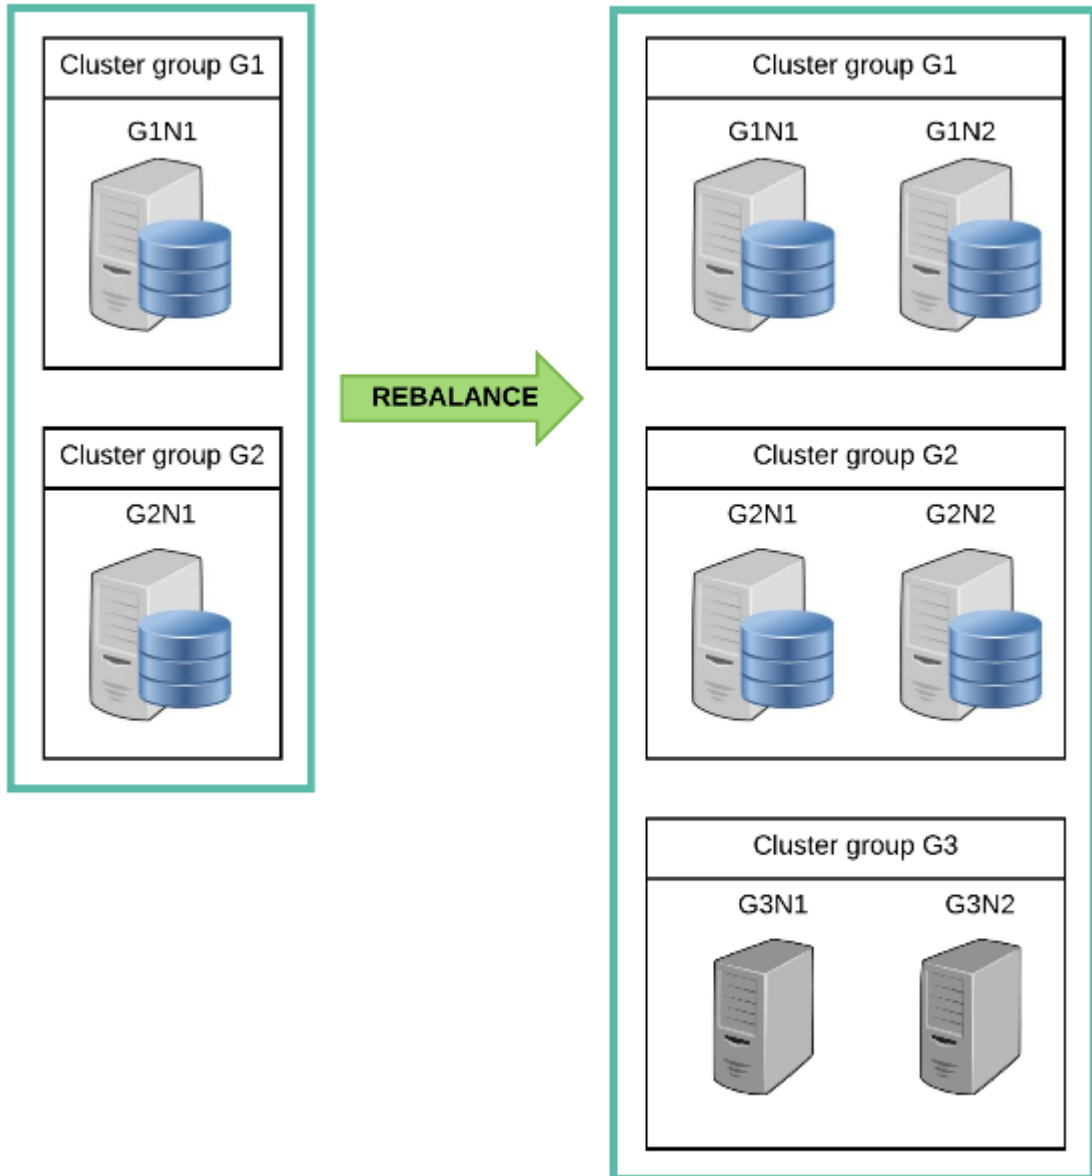 Cluster group G1
G1N1
Cluster group G2
G2N1
REBALANCE
Cluster group G1
G1N1 G1N2
Cluster group G2
G2N1 G2N2
Cluster group G3
G3N1 G3N2